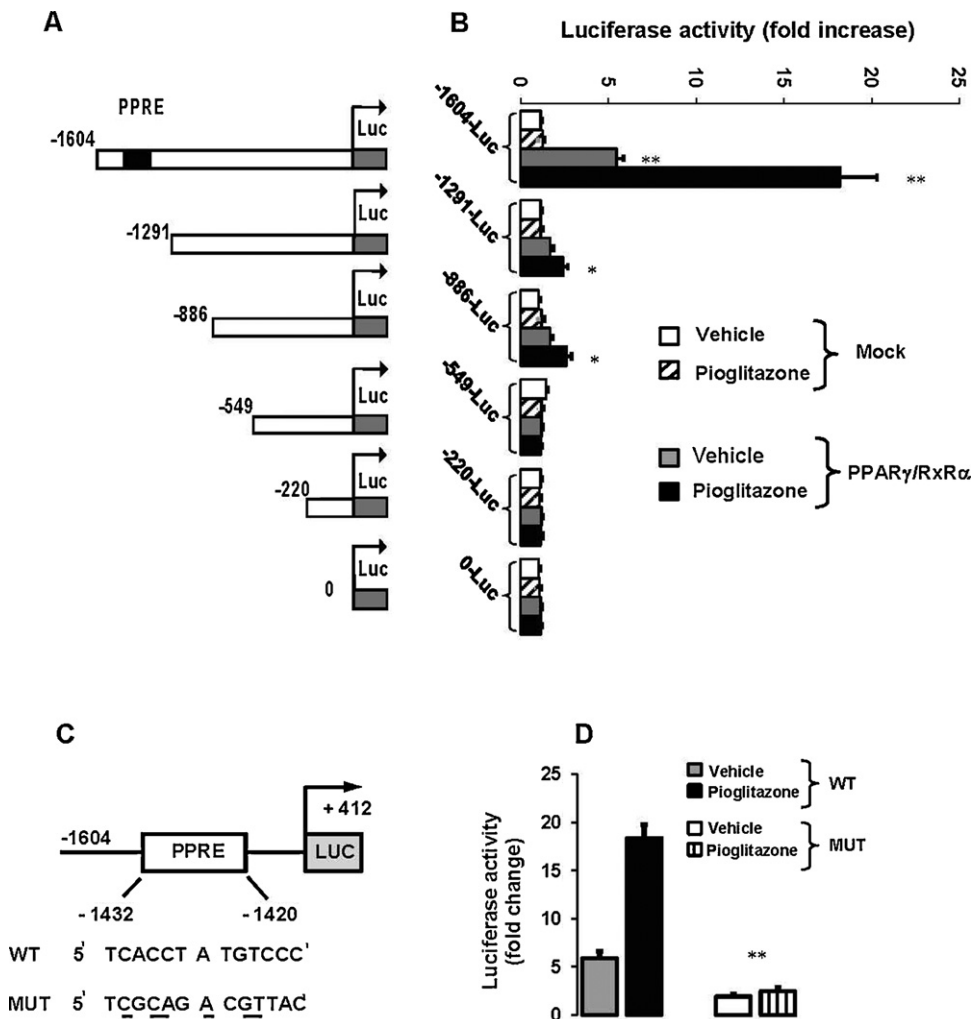 A
PPRE
-1604
Luc
-1291
Luc
-886
Luc
-549
Luc
-220
Luc
0
Luc
B
Luciferase activity (fold increase)
0 5 10 15 20 25
-1604-Luc
**
**
-1291-Luc
*
-886-Luc
*
-549-Luc
-220-Luc
0-Luc
Vehicle
Pioglitazone
Mock
Vehicle
Pioglitazone
PPARγ/RxRα
C
-1604
PPRE
+ 412
LUC
- 1432
- 1420
WT 5' TCACCT A TGTCCC'
MUT 5' TCGCAG A CGTTAC'
D
Luciferase activity
(fold change)
25
20
15
10
5
0
**
Vehicle
Pioglitazone
WT
Vehicle
Pioglitazone
MUT